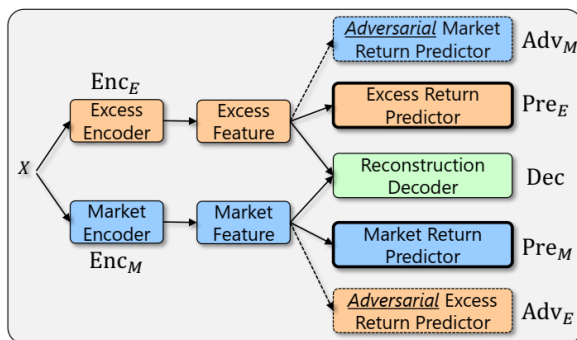 Adversarial Market
Return Predictor
Adv_M
Enc_E
Excess
Encoder
Excess
Feature
Excess Return
Predictor
Pre_E
X
Reconstruction
Decoder
Dec
Market
Encoder
Enc_M
Market
Feature
Market Return
Predictor
Pre_M
Adversarial Excess
Return Predictor
Adv_E